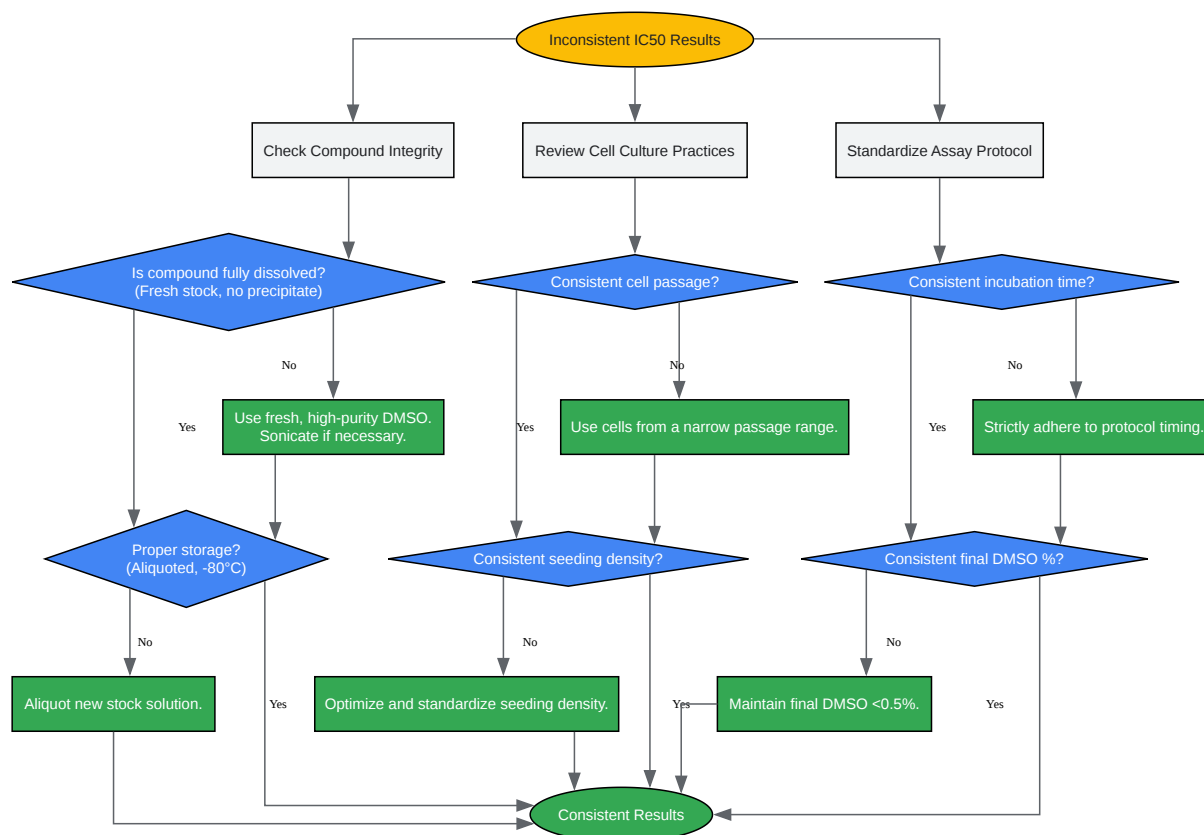 Inconsistent IC50 Results
Check Compound Integrity
Review Cell Culture Practices
Standardize Assay Protocol
Is compound fully dissolved?
(Fresh stock, no precipitate)
Consistent cell passage?
Consistent incubation time?
No
No
No
Yes
Use fresh, high-purity DMSO.
Sonicate if necessary.
Yes
Use cells from a narrow passage range.
Yes
Strictly adhere to protocol timing.
Proper storage?
(Aliquoted, -80°C)
Consistent seeding density?
Consistent final DMSO %?
No
No
No
Aliquot new stock solution.
Yes
Optimize and standardize seeding density.
Yes
Maintain final DMSO <0.5%.
Yes
Consistent Results